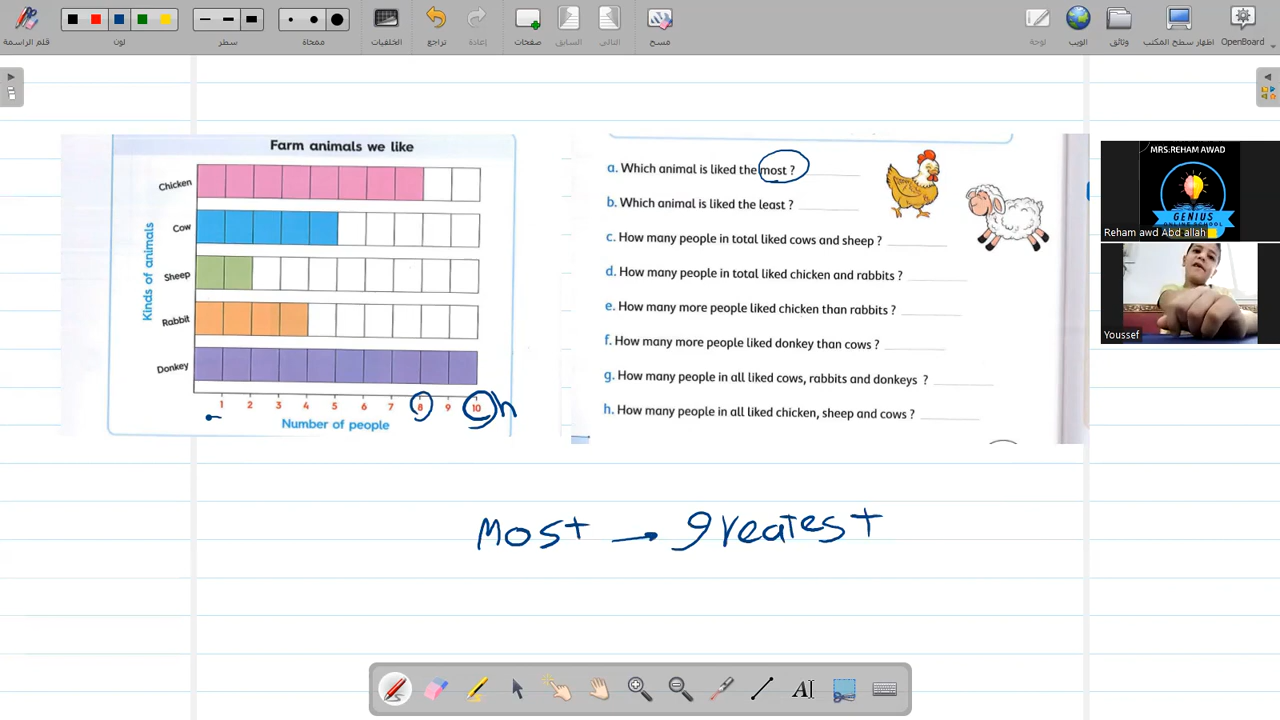 قلم الراسمة
لون
سطر
ممحاة
الخلفيات
تراجع
إعادة
صفحات
السابق
التالي
مسح
لوحة
الويب
وثائق
اظهار سطح المكتب
OpenBoard
Farm animals we like
Kinds of animals
Chicken
Cow
Sheep
Rabbit
Donkey
1 2 3 4 5 6 7 8 9 10 h
Number of people
a. Which animal is liked the most ?
b. Which animal is liked the least ?
c. How many people in total liked cows and sheep ?
d. How many people in total liked chicken and rabbits ?
e. How many more people liked chicken than rabbits ?
f. How many more people liked donkey than cows ?
g. How many people in all liked cows, rabbits and donkeys ?
h. How many people in all liked chicken, sheep and cows ?
MRS.REHAM AWAD
GENIUS
Reham awd Abd allah
Youssef
Most → greatest
AI